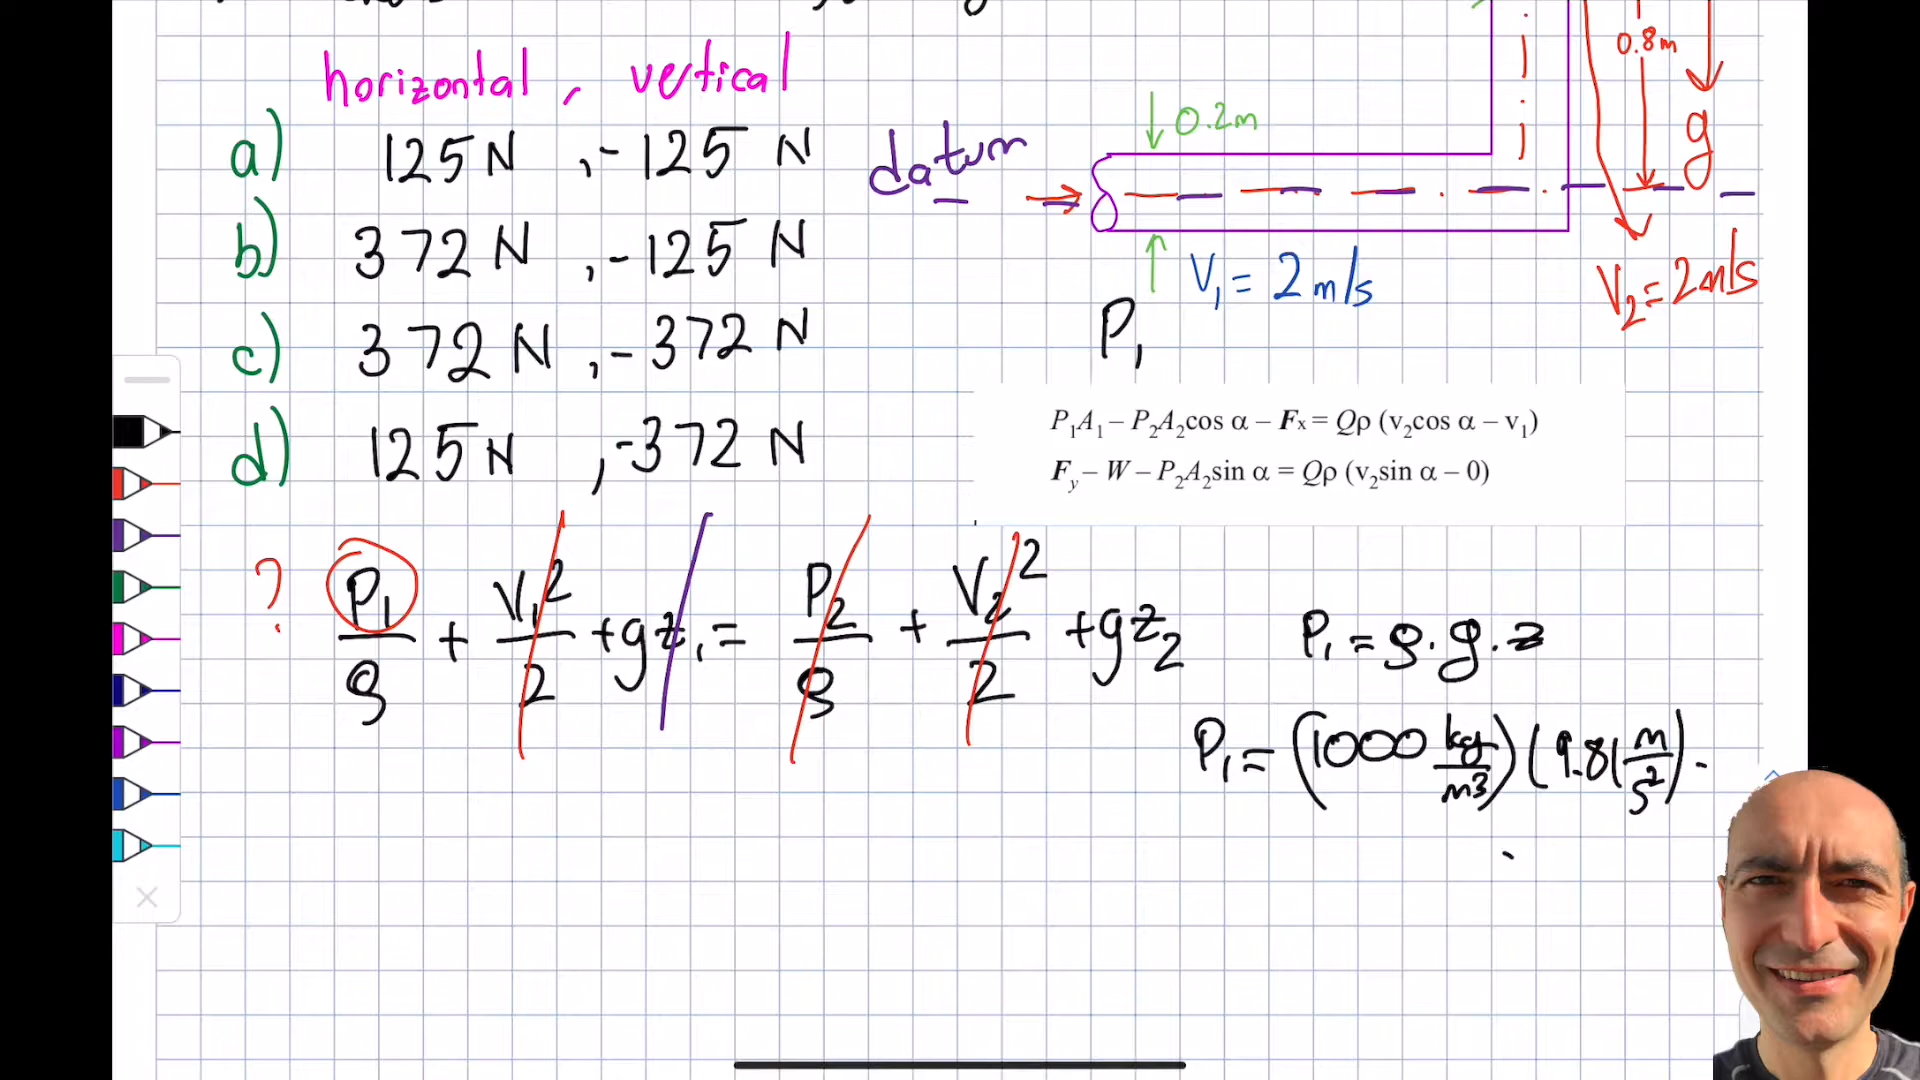 horizontal , vertical
a) 125 N , -125 N
b) 372 N , -125 N
c) 372 N , -372 N
d) 125 N , -372 N
datum
0.2m
0.8m
g
V₁ = 2 m/s
V₂ = 2 m/s
P₁
P₁A₁ – P₂A₂cos α – Fx = Qρ (v₂cos α – v₁)
Fy – W – P₂A₂sin α = Qρ (v₂sin α – 0)
? P₁/ρ + V₁²/2 + gz₁ = P₂/ρ + V₂²/2 + gz₂
P₁ = ρ.g.z
P₁ = (1000 kg/m3) (9.81 m/s²) .